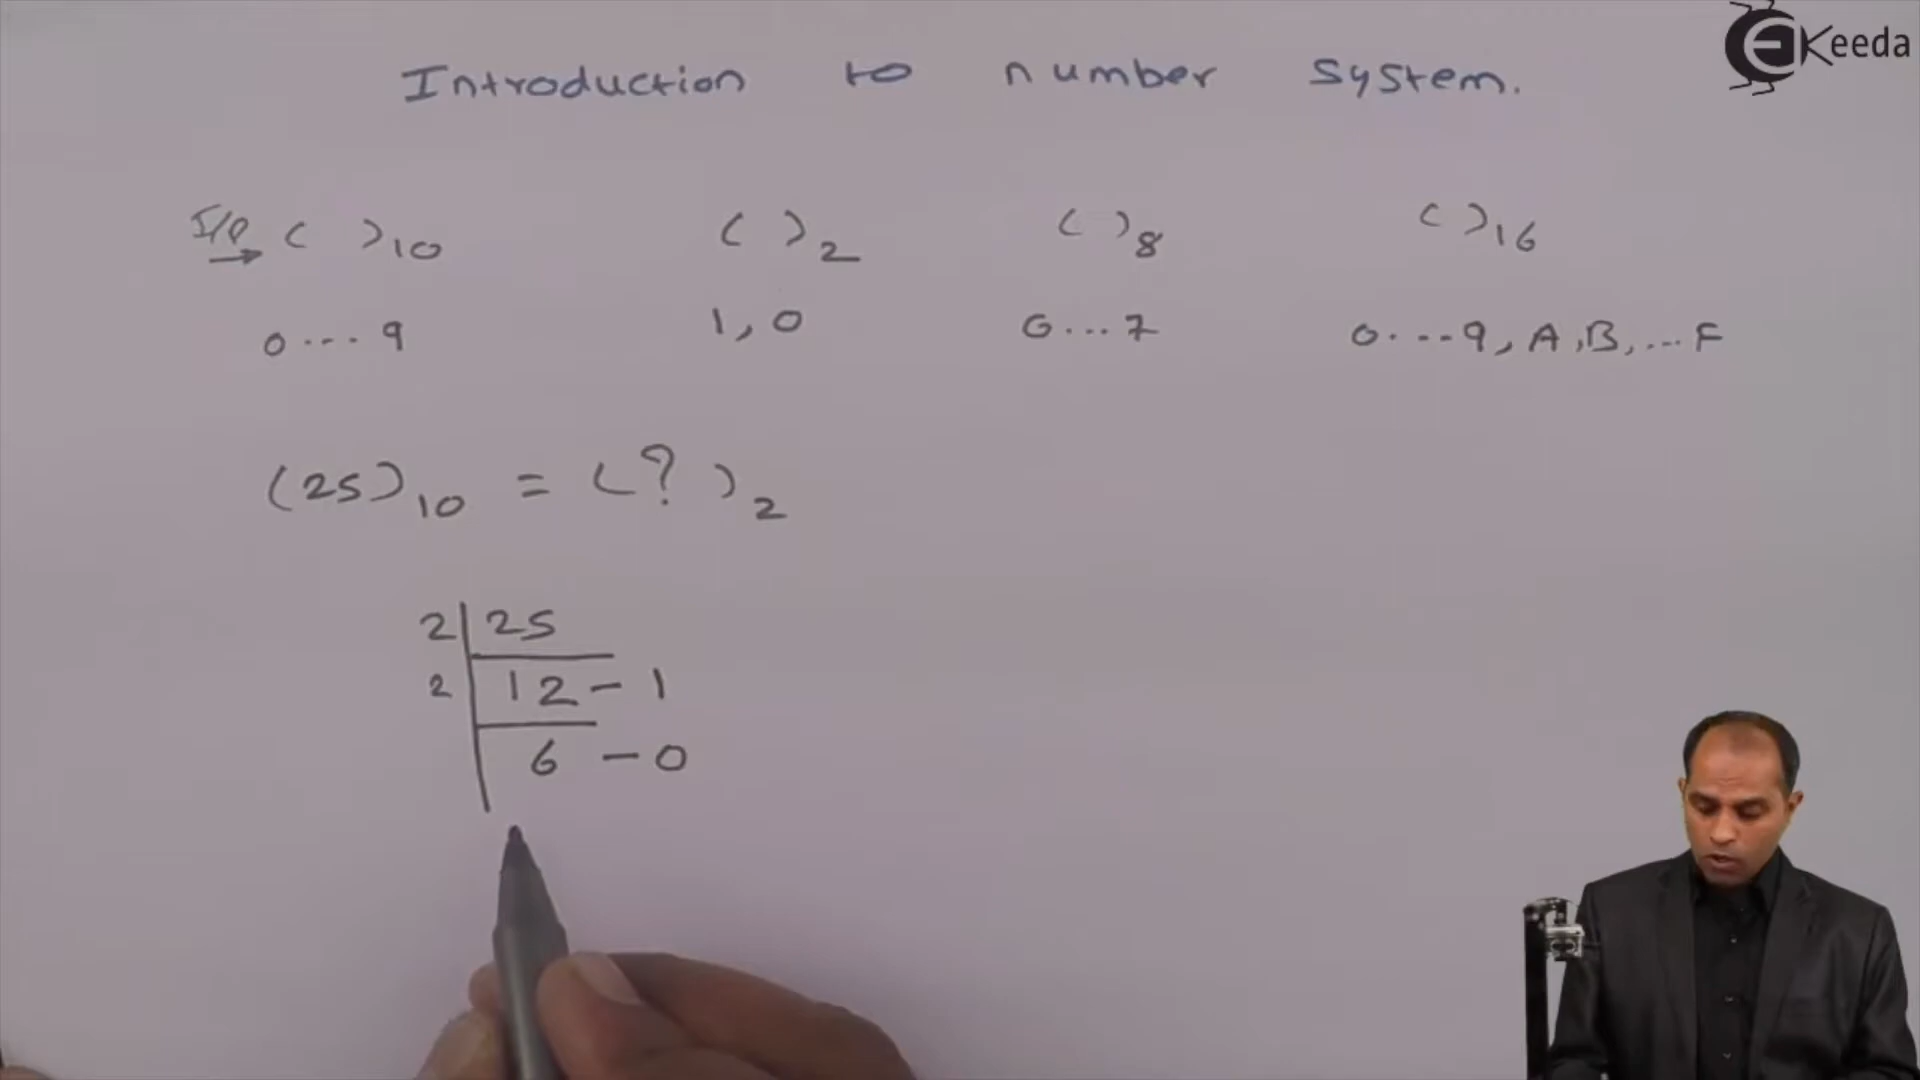 EKeeda
Introduction to number system.
I/P ( )10 ( )2 ( )8 ( )16
0...9 1,0 0...7 0...9, A,B,...F
(25)10 = (?)2
2 25
2 12 - 1
6 - 0